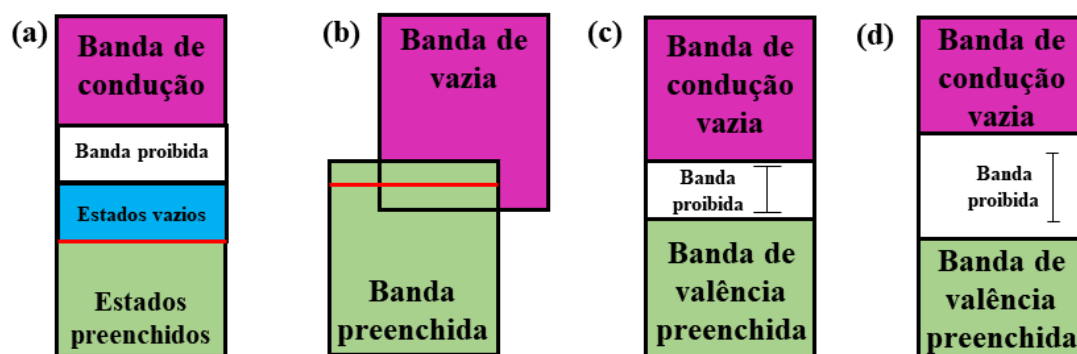 (a)
Banda de
condução
Banda proibida
Estados vazios
Estados
preenchidos
(b)
Banda de
vazia
Banda
preenchida
(c)
Banda de
condução
vazia
Banda
proibida
Banda de
valência
preenchida
(d)
Banda de
condução
vazia
Banda
proibida
Banda de
valência
preenchida